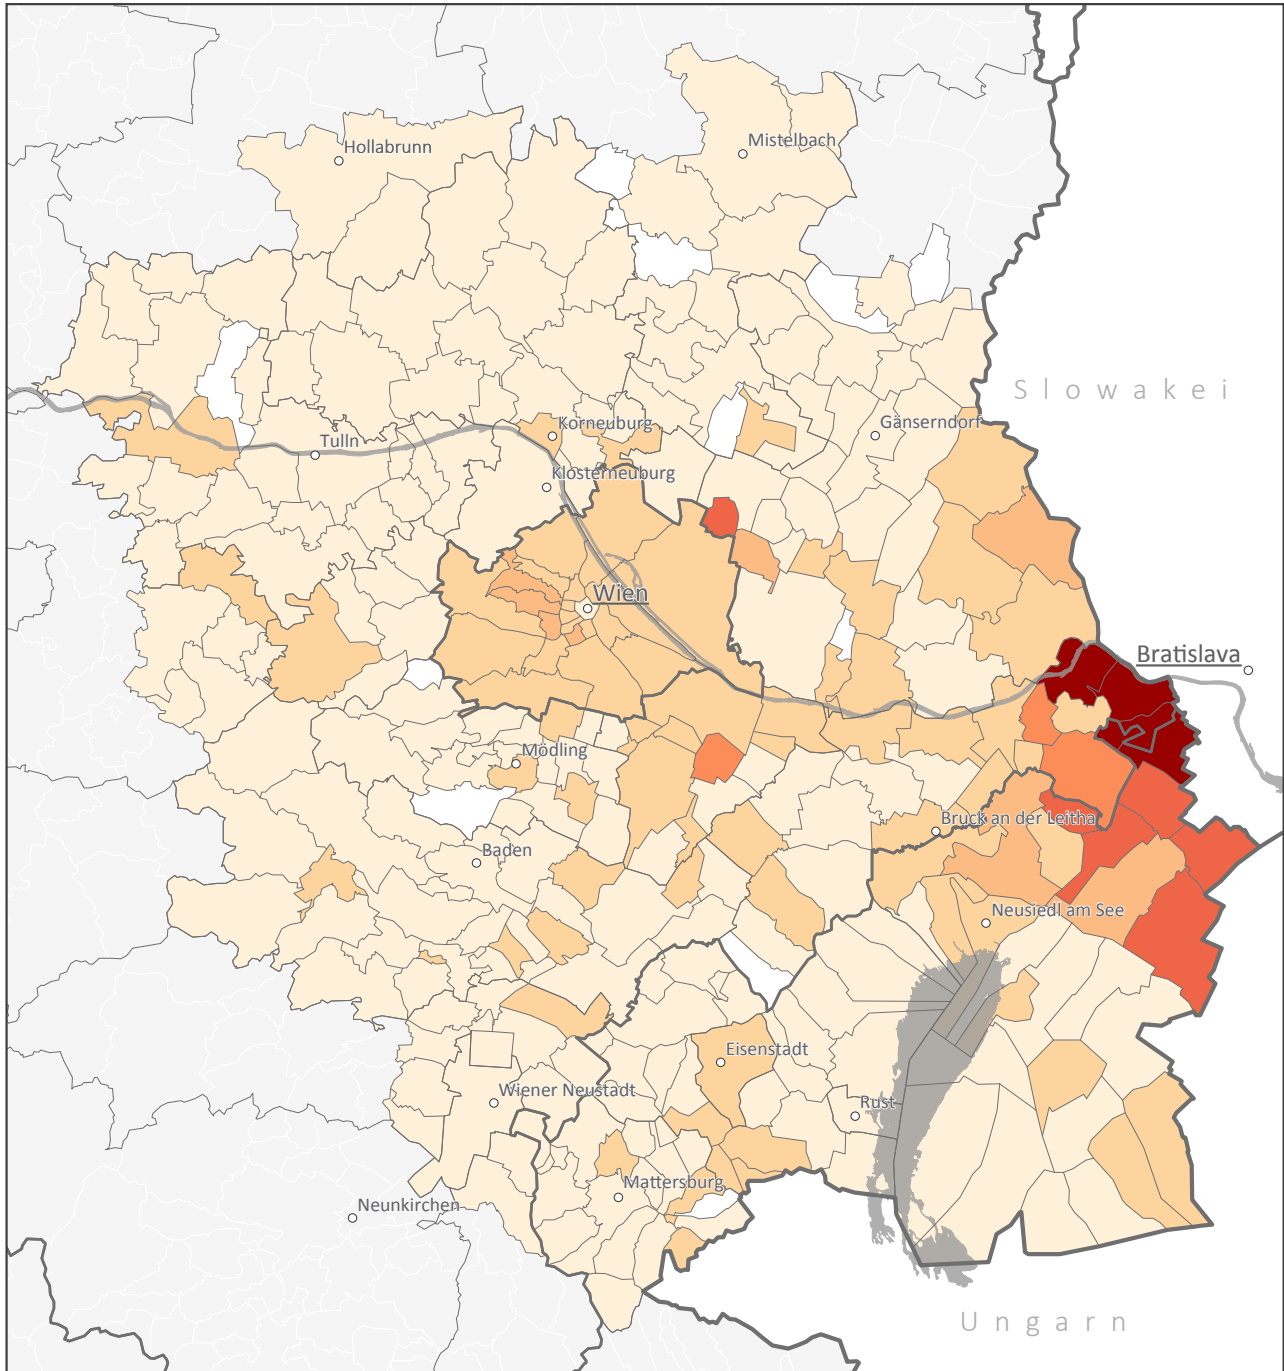 Hollabrunn
Mistelbach
Slowakei
Korneuburg
Gänserndorf
Tulln
Klosterneuburg
Wien
Bratislava
Mödling
Bruck an der Leitha
Baden
Neusiedl am See
Eisenstadt
Wiener Neustadt
Rust
Mattersburg
Neunkirchen
Ungarn